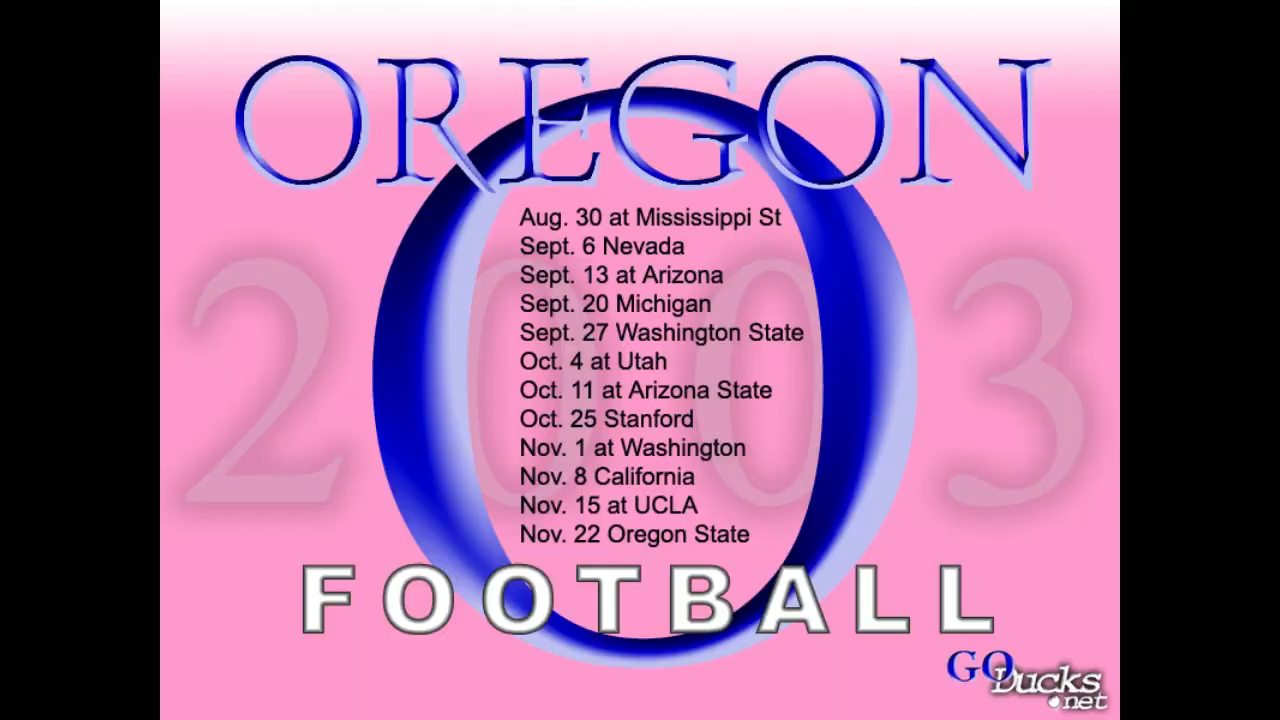 OREGON
2003
Aug. 30 at Mississippi St
Sept. 6 Nevada
Sept. 13 at Arizona
Sept. 20 Michigan
Sept. 27 Washington State
Oct. 4 at Utah
Oct. 11 at Arizona State
Oct. 25 Stanford
Nov. 1 at Washington
Nov. 8 California
Nov. 15 at UCLA
Nov. 22 Oregon State
FOOTBALL
GO
Ducks
.net